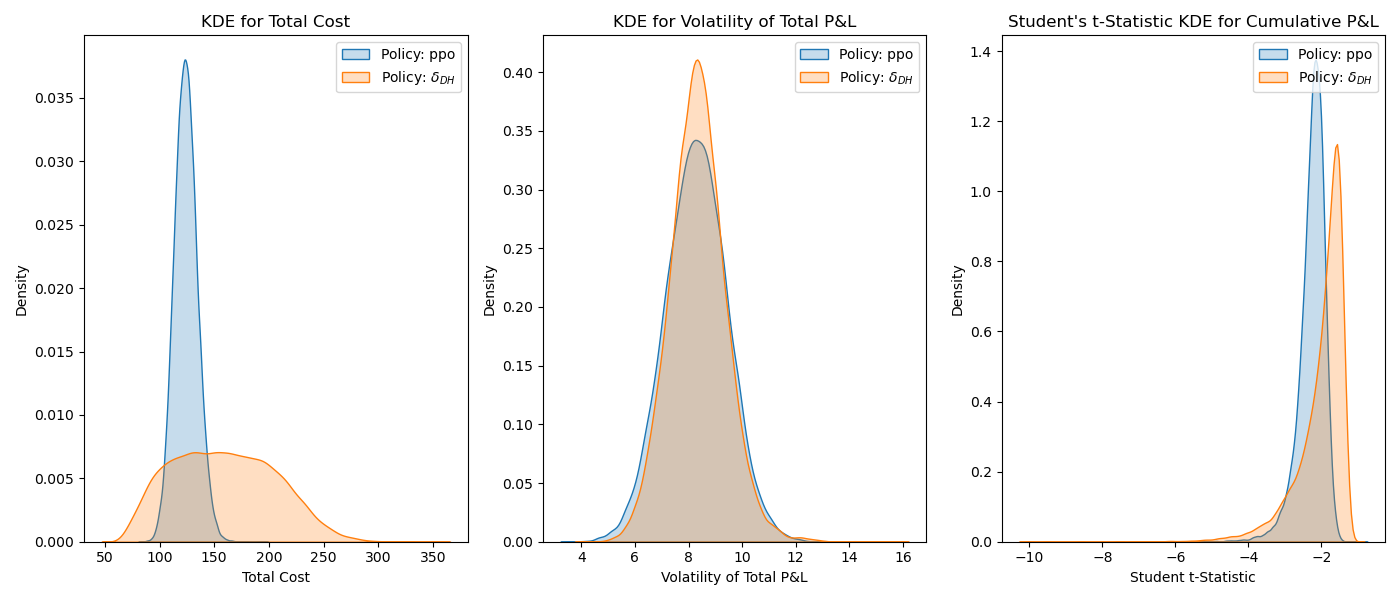 KDE for Total Cost
Policy: ppo
Policy: δDH
0.035
0.030
0.025
0.020
0.015
0.010
0.005
0.000
Density
50
100
150
200
250
300
350
Total Cost
KDE for Volatility of Total P&L
Policy: ppo
Policy: δDH
0.40
0.35
0.30
0.25
0.20
0.15
0.10
0.05
0.00
Density
4
6
8
10
12
14
16
Volatility of Total P&L
Student's t-Statistic KDE for Cumulative P&L
Policy: ppo
Policy: δDH
1.4
1.2
1.0
0.8
0.6
0.4
0.2
0.0
Density
−10
−8
−6
−4
−2
Student t-Statistic